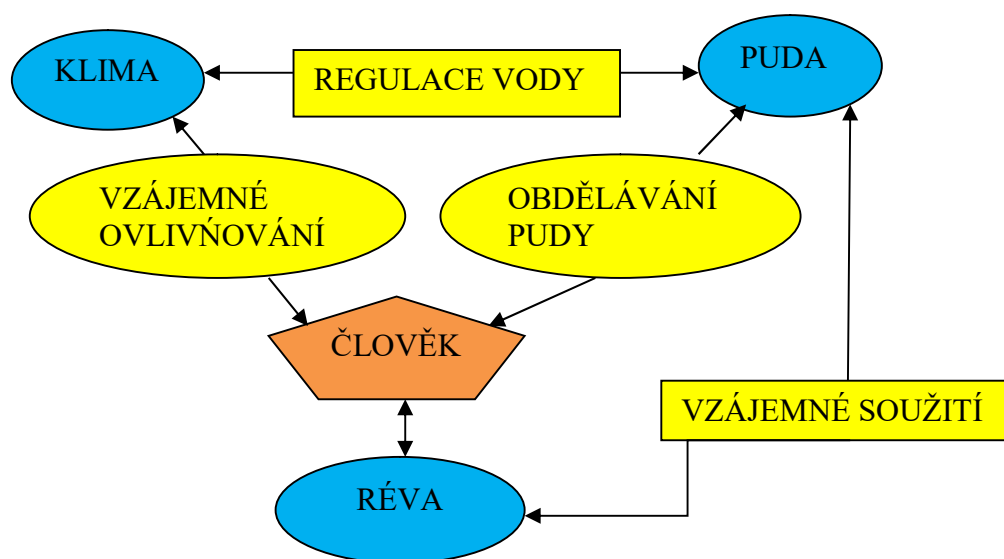 KLIMA
REGULACE VODY
PUDA
VZÁJEMNÉ
OVLIVŇOVÁNÍ
OBDĚLÁVÁNÍ
PUDY
ČLOVĚK
VZÁJEMNÉ SOUŽITÍ
RÉVA